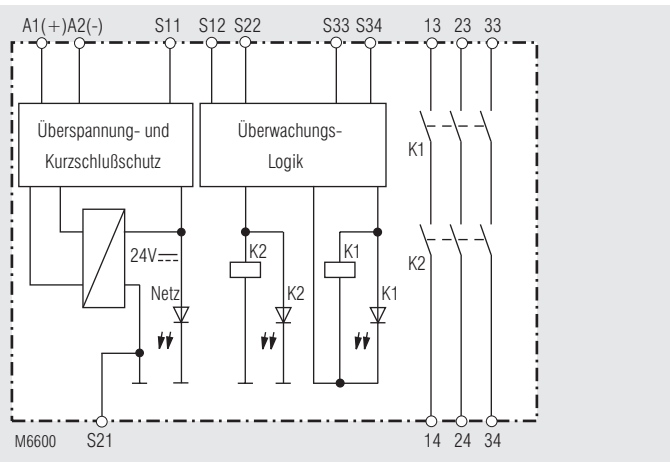 A1(+) A2(-) S11 S12 S22 S33 S34 13 23 33
Überspannung- und
Kurzschlußschutz
Überwachungs-
Logik
K1
K2
24V
Netz
K2
K2
K1
K1
M6600 S21 14 24 34